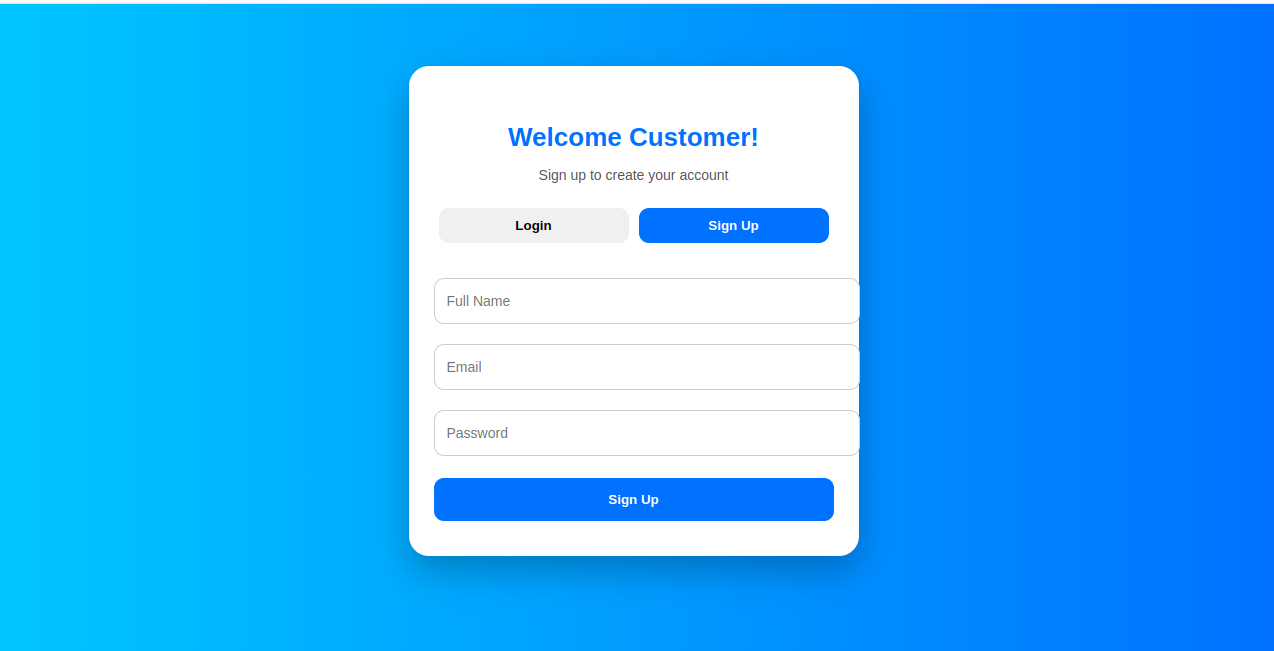 Welcome Customer!
Sign up to create your account
Login
Sign Up
Full Name
Email
Password
Sign Up